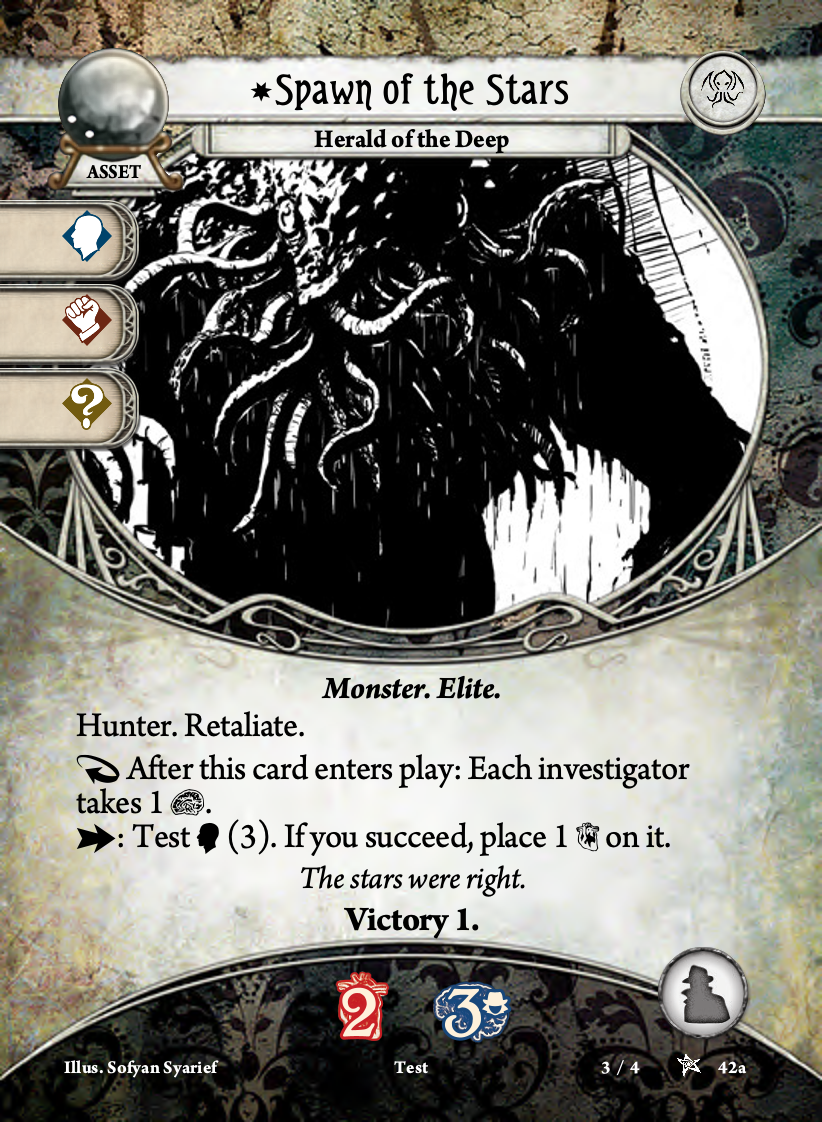 Spawn of the Stars
Herald of the Deep
ASSET
?
Monster. Elite.
Hunter. Retaliate.
After this card enters play: Each investigator
takes 1 .
: Test (3). If you succeed, place 1 on it.
The stars were right.
Victory 1.
2 3
Illus. Sofyan Syarief Test 3 / 4 42a